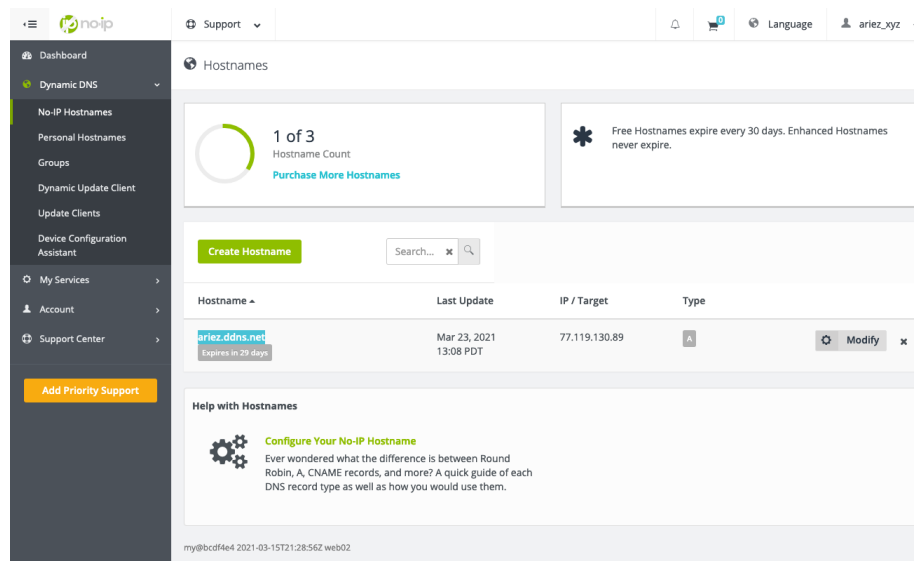 no-ip
Support
0
Language
ariez_xyz
Dashboard
Dynamic DNS
No-IP Hostnames
Personal Hostnames
Groups
Dynamic Update Client
Update Clients
Device Configuration
Assistant
My Services
Account
Support Center
Add Priority Support
Hostnames
1 of 3
Hostname Count
Purchase More Hostnames
Free Hostnames expire every 30 days. Enhanced Hostnames
never expire.
Create Hostname
Search...
Hostname
Last Update
IP / Target
Type
ariez.ddns.net
Expires in 29 days
Mar 23, 2021
13:08 PDT
77.119.130.89
A
Modify
Help with Hostnames
Configure Your No-IP Hostname
Ever wondered what the difference is between Round
Robin, A, CNAME records, and more? A quick guide of each
DNS record type as well as how you would use them.
my@bcdf4e4 2021-03-15T21:28:56Z web02